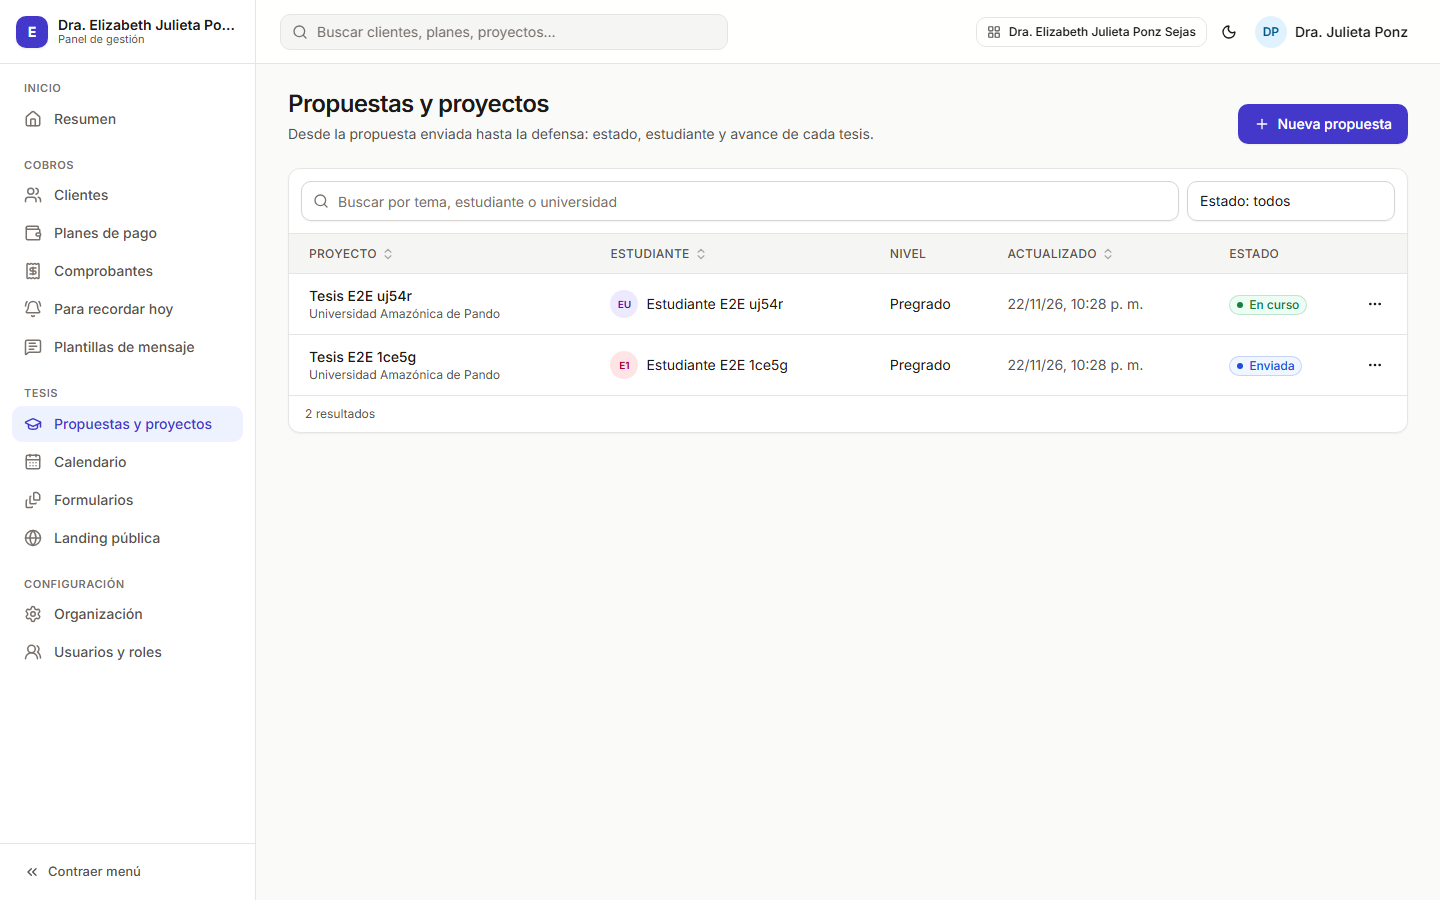 E
Dra. Elizabeth Julieta Po...
Panel de gestión
Buscar clientes, planes, proyectos...
Dra. Elizabeth Julieta Ponz Sejas
DP
Dra. Julieta Ponz
INICIO
Resumen
COBROS
Clientes
Planes de pago
Comprobantes
Para recordar hoy
Plantillas de mensaje
TESIS
Propuestas y proyectos
Calendario
Formularios
Landing pública
CONFIGURACIÓN
Organización
Usuarios y roles
Contraer menú
Propuestas y proyectos
Desde la propuesta enviada hasta la defensa: estado, estudiante y avance de cada tesis.
Nueva propuesta
Buscar por tema, estudiante o universidad
Estado: todos
PROYECTO ESTUDIANTE NIVEL ACTUALIZADO ESTADO
Tesis E2E uj54r
Universidad Amazónica de Pando
EU Estudiante E2E uj54r Pregrado 22/11/26, 10:28 p. m. En curso
Tesis E2E 1ce5g
Universidad Amazónica de Pando
E1 Estudiante E2E 1ce5g Pregrado 22/11/26, 10:28 p. m. Enviada
2 resultados